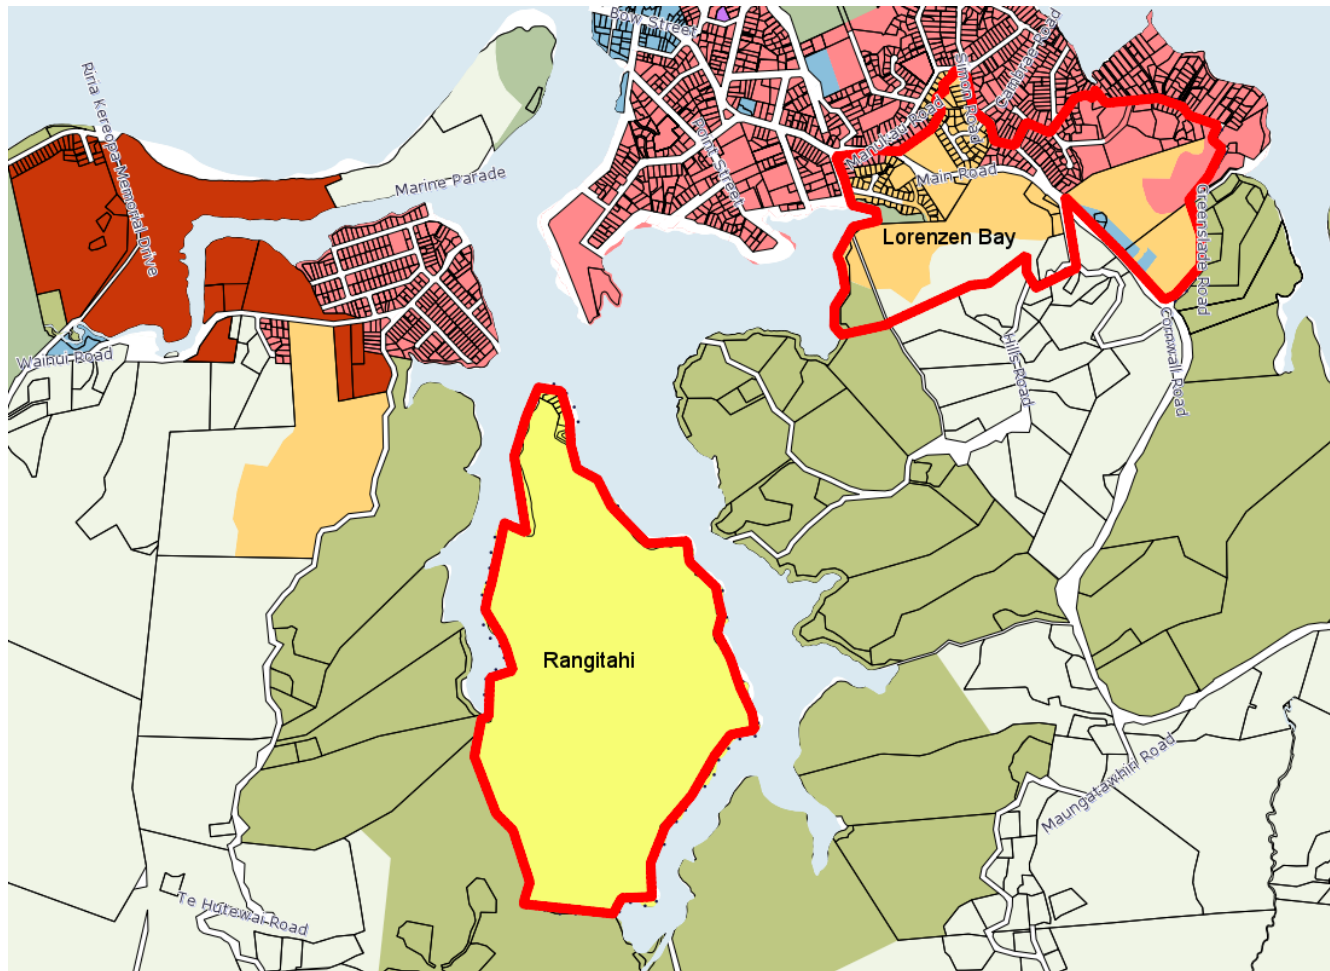 Bow Street
Simon Road
Cambrae Road
Riria Kereopa Memorial Drive
Manukau Road
Point Street
Marine Parade
Main Road
Greenslade Road
Lorenzen Bay
Wainui Road
Hills Road
Cornwall Road
Rangitahi
Maungatawhiri Road
Te Hutewai Road